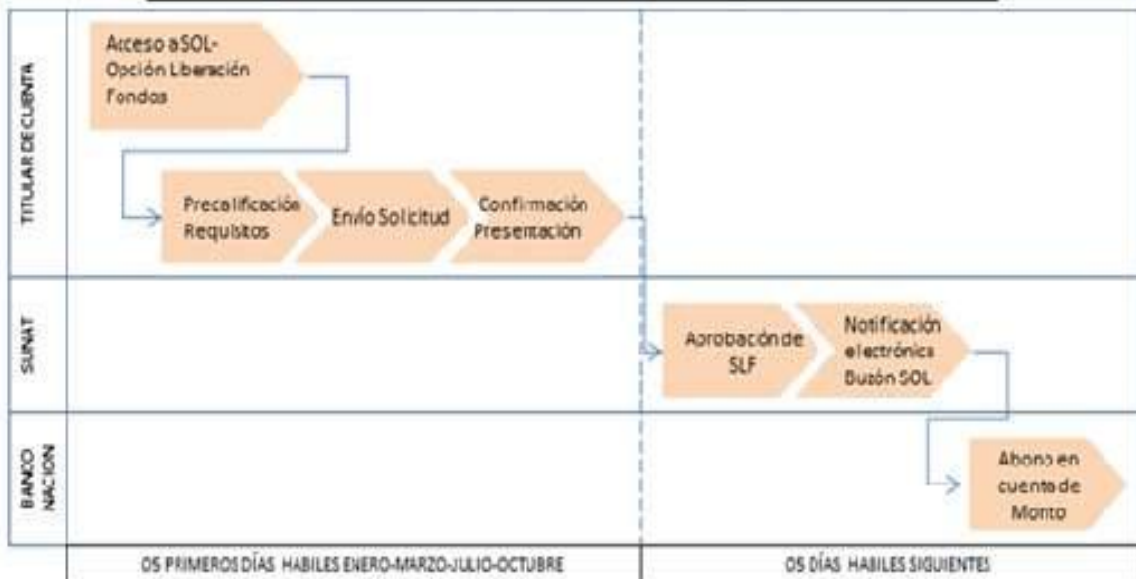 TITULAR DE CUENTA
Acceso a SOL-
Opción Liberación
Fondos
Precalificación
Requisitos
Envío Solicitud
Confirmación
Presentación
SUNAT
Aprobación de
SLF
Notificación
electrónica
Buzón SOL
BANCO
NACION
Abono en
cuenta de
Monto
05 PRIMEROS DÍAS HABILES ENERO-MARZO-JULIO-OCTUBRE
05 DÍAS HABILES SIGUIENTES